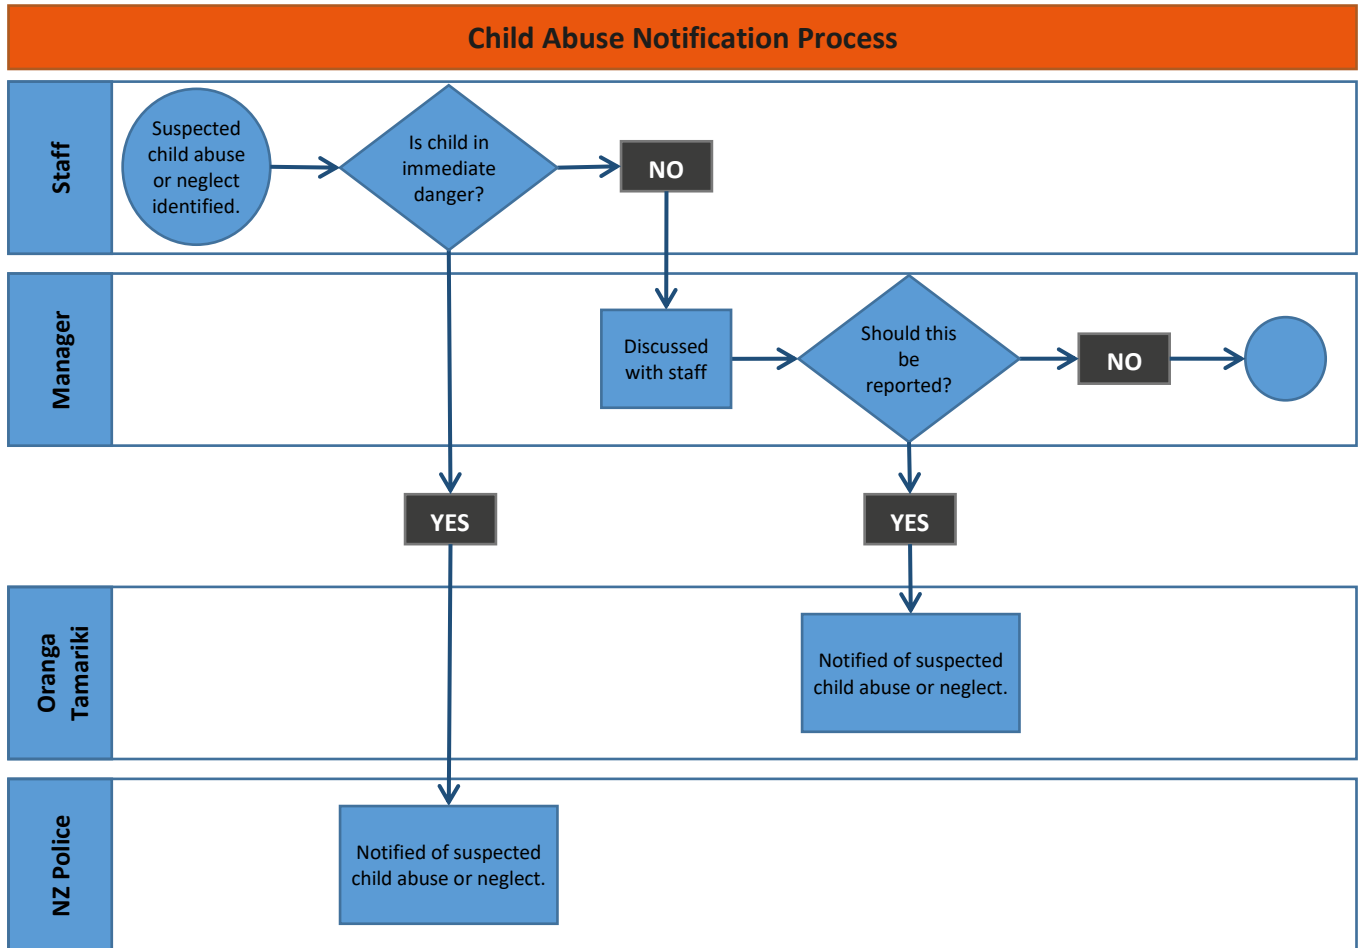 Child Abuse Notification Process
Staff
Suspected
child abuse
or neglect
identified.
Is child in
immediate
danger?
NO
Manager
Discussed
with staff
Should this
be
reported?
NO
YES
YES
Oranga
Tamariki
Notified of suspected
child abuse or neglect.
NZ Police
Notified of suspected
child abuse or neglect.